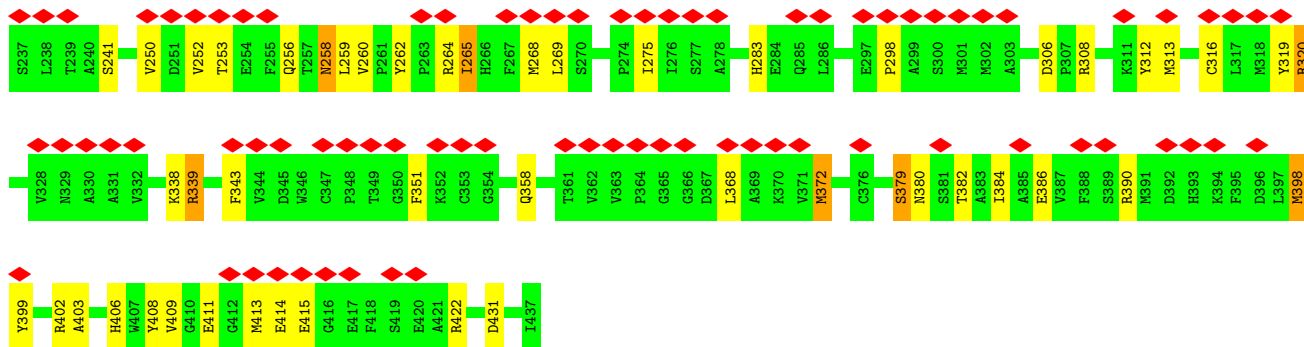 S237 L238 T239 A240 S241 V250 D251 V252 T253 E254 F255 Q256 T257 N258 L259 V260 P261 Y262 P263 R264 I265 H266 F267 M268 L269 S270 P274 I275 I276 S277 A278 H283 E284 Q285 L286 E297 P298 A299 S300 M301 M302 A303 D306 P307 R308 K311 Y312 M313 C316 L317 M318 Y319 R320
V328 N329 A330 A331 V332 K338 R339 F343 V344 D345 W346 C347 P348 T349 G350 F351 K352 C353 G354 Q358 T361 V362 V363 P364 G365 G366 D367 L368 A369 K370 V371 M372 C376 S379 N380 S381 T382 A383 I384 A385 E386 V387 F388 S389 R390 M391 D392 H393 K394 F395 D396 L397 M398
Y399 R402 A403 H406 W407 Y408 V409 G410 E411 G412 M413 E414 E415 G416 E417 F418 S419 E420 A421 R422 D431 I437